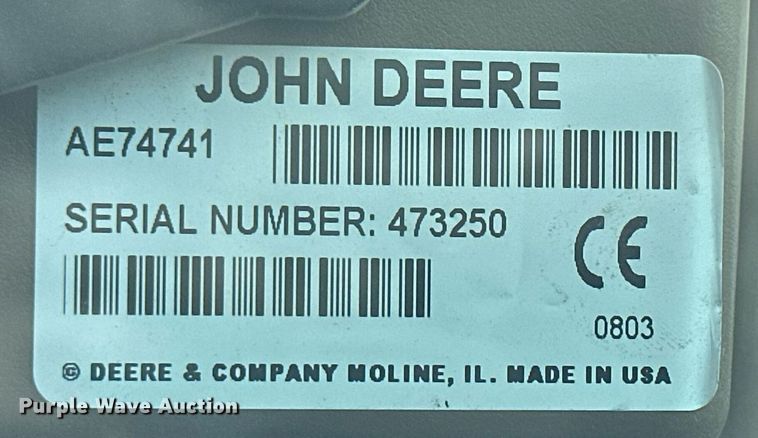 JOHN DEERE
AE74741
SERIAL NUMBER: 473250
CE
0803
© DEERE & COMPANY MOLINE, IL. MADE IN USA
Purple Wave Auction